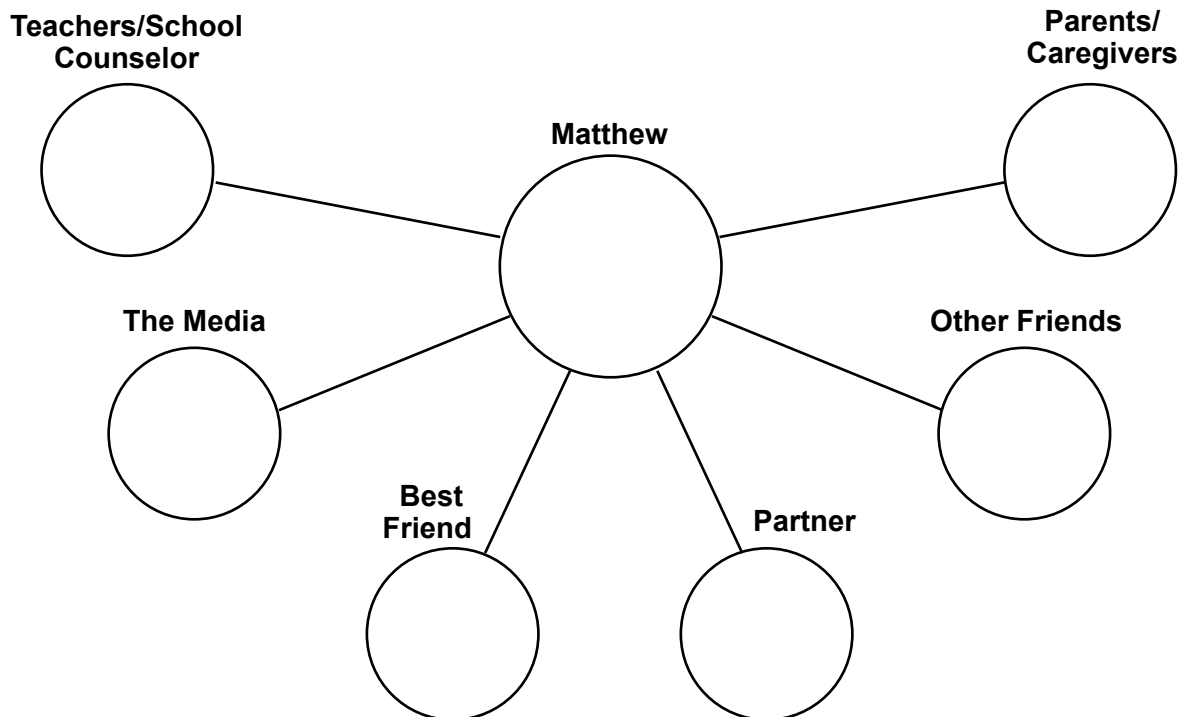 Teachers/School
Counselor
Parents/
Caregivers
Matthew
The Media
Other Friends
Best
Friend
Partner